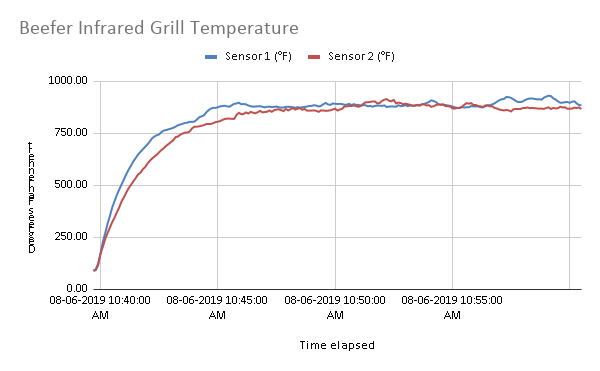 Beefer Infrared Grill Temperature
Sensor 1 (°F)
Sensor 2 (°F)
1000.00
750.00
500.00
250.00
0.00
Degrees Fahrenheit
08-06-2019 10:40:00
AM
08-06-2019 10:45:00
AM
08-06-2019 10:50:00
AM
08-06-2019 10:55:00
AM
Time elapsed